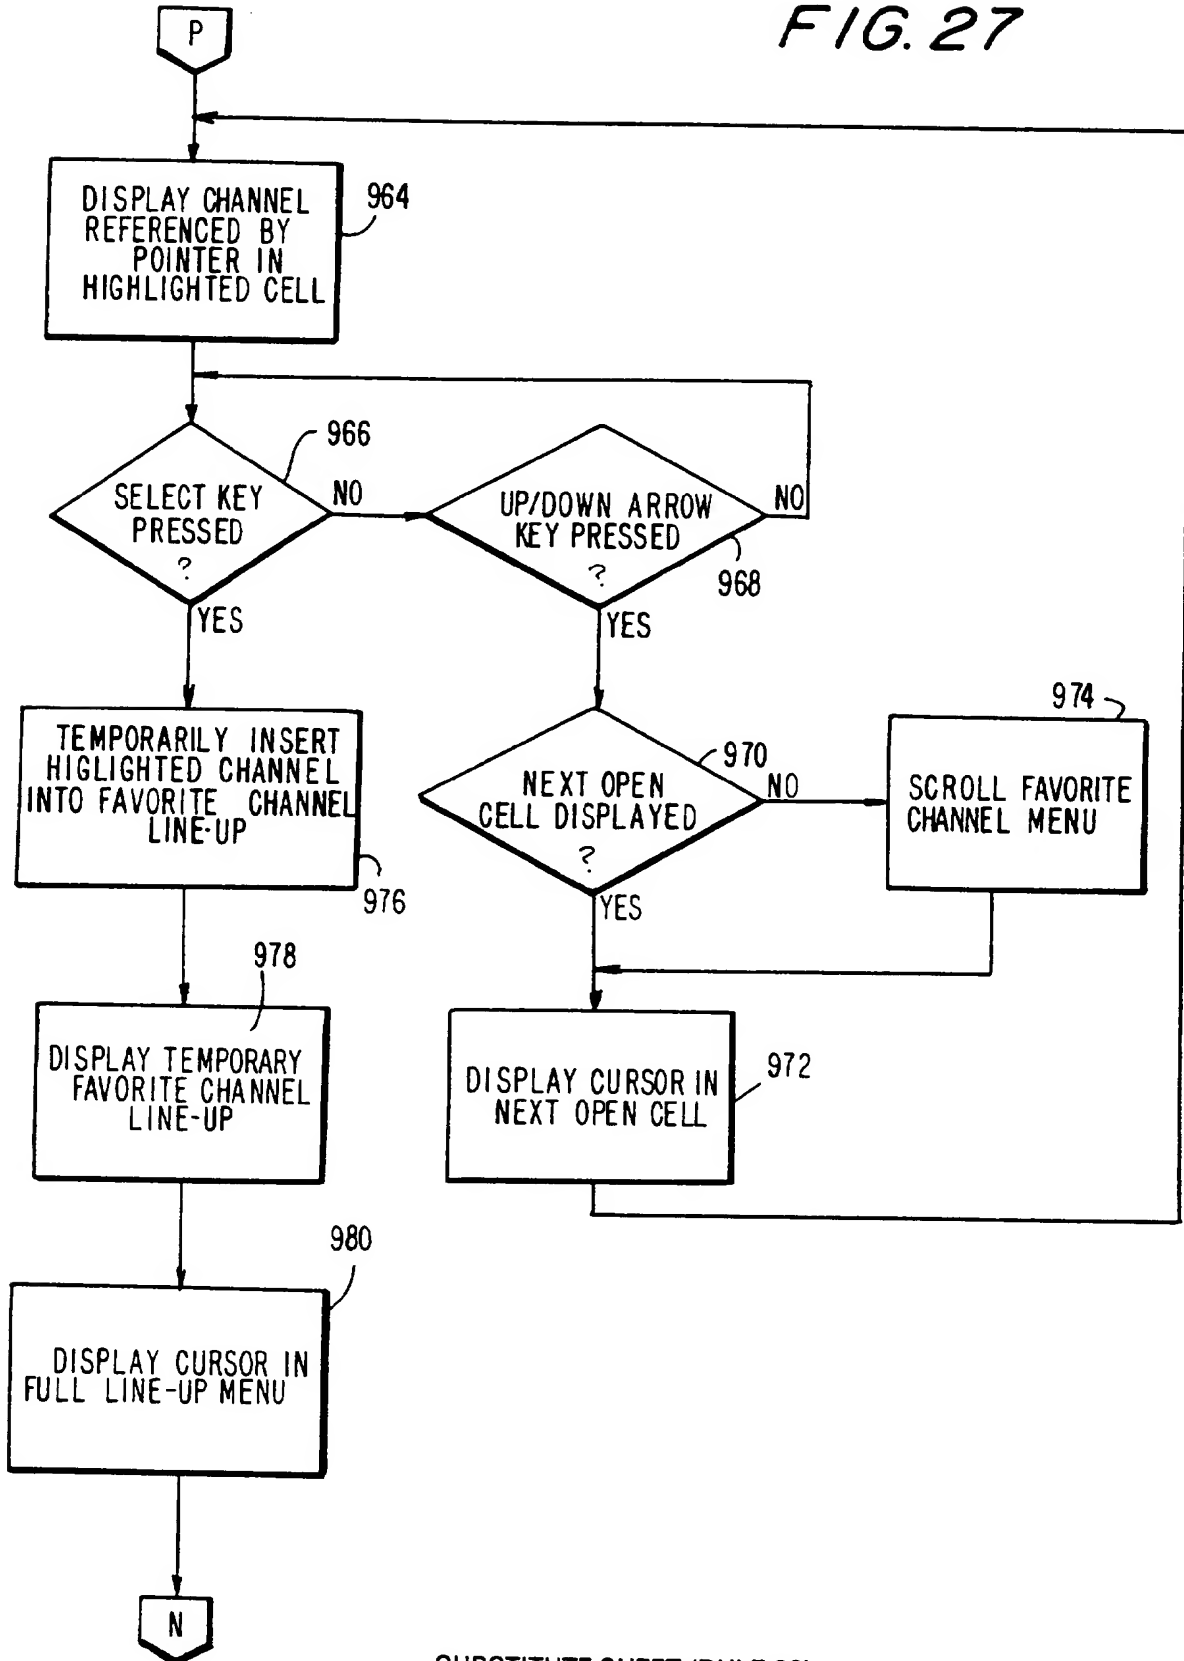 FIG. 27
P
DISPLAY CHANNEL
REFERENCED BY
POINTER IN
HIGHLIGHTED CELL
964
SELECT KEY
PRESSED
?
966
NO
YES
UP/DOWN ARROW
KEY PRESSED
?
968
NO
YES
NEXT OPEN
CELL DISPLAYED
?
970
NO
YES
974
SCROLL FAVORITE
CHANNEL MENU
TEMPORARILY INSERT
HIGLIGHTED CHANNEL
INTO FAVORITE CHANNEL
LINE-UP
976
978
DISPLAY TEMPORARY
FAVORITE CHANNEL
LINE-UP
DISPLAY CURSOR IN
NEXT OPEN CELL
972
980
DISPLAY CURSOR IN
FULL LINE-UP MENU
N